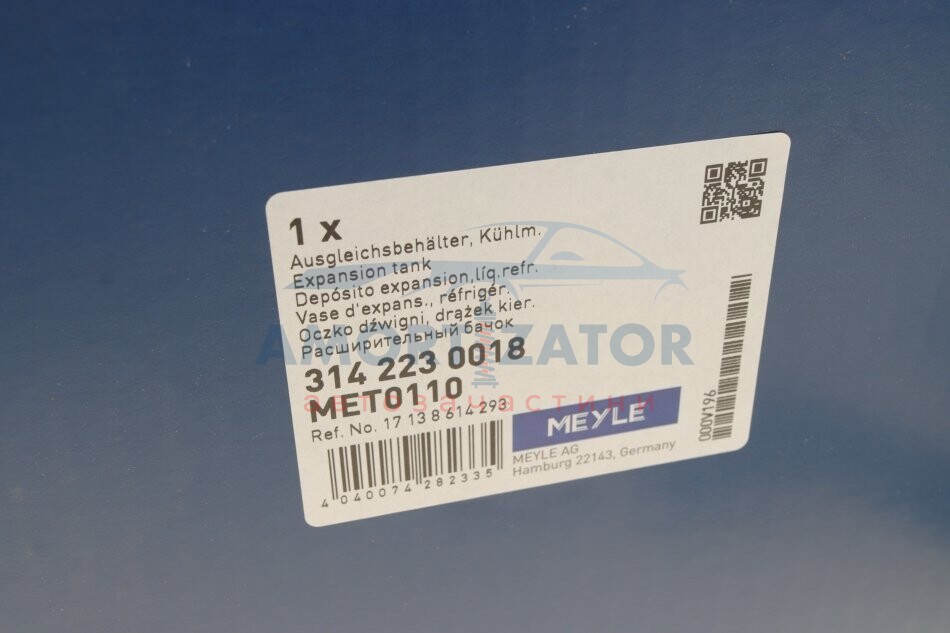 1 x
Ausgleichsbehälter, Kühlm.
Expansion tank
Depósito expansion,líq.refr.
Vase d'expans., réfrigér.
Oczko dźwigni, drążek kier.
Расширительный бачок
AMORTIZATOR
314 223 0018
MET0110
автозапчастини
Ref. No. 17 13 8 614 293
MEYLE
MEYLE AG
Hamburg 22143, Germany
4 040074 282335
000V196